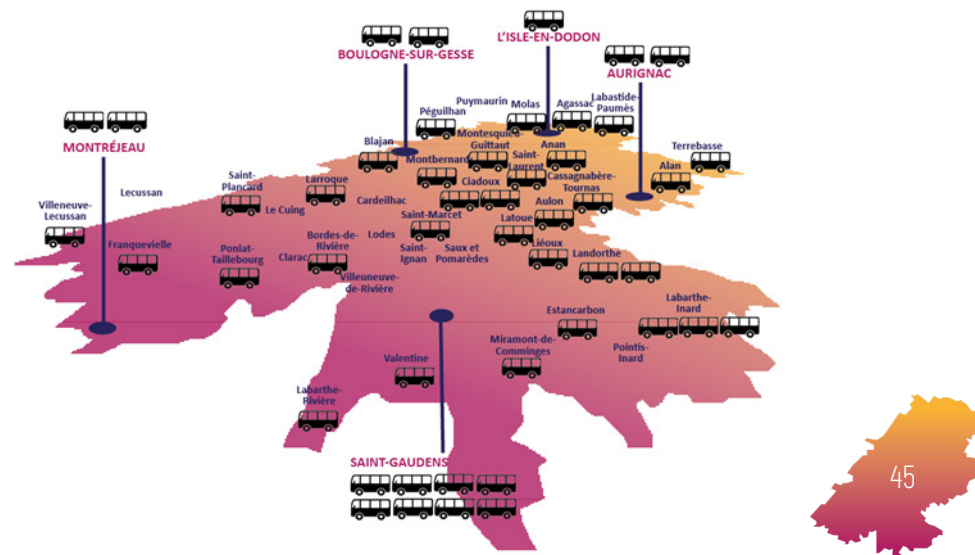 L'ISLE-EN-DODON
BOULOGNE-SUR-GESSE
AURIGNAC
MONTRÉJEAU
Puymaurin
Molas
Agassac
Labastide-
Paumès
Péguilhan
Montesquieu-
Guittaut
Anan
Terrebasse
Blajan
Montbernard
Saint-
Laurent
Alan
Cassagnabère-
Tournas
Saint-
Plancard
Larroque
Ciadoux
Lecussan
Villeneuve-
Lecussan
Le Cuing
Cardeilhac
Aulon
Saint-Marcet
Latoue
Bordes-de-
Rivière
Lodes
Franquevielle
Ponlat-
Taillebourg
Clarac
Saint-
Ignan
Saux et
Pomarèdes
Liéoux
Landorthe
Villeuneuve-
de-Rivière
Labarthe-
Inard
Estancarbon
Miramont-de-
Comminges
Pointis-
Inard
Valentine
Labarthe-
Rivière
SAINT-GAUDENS
45